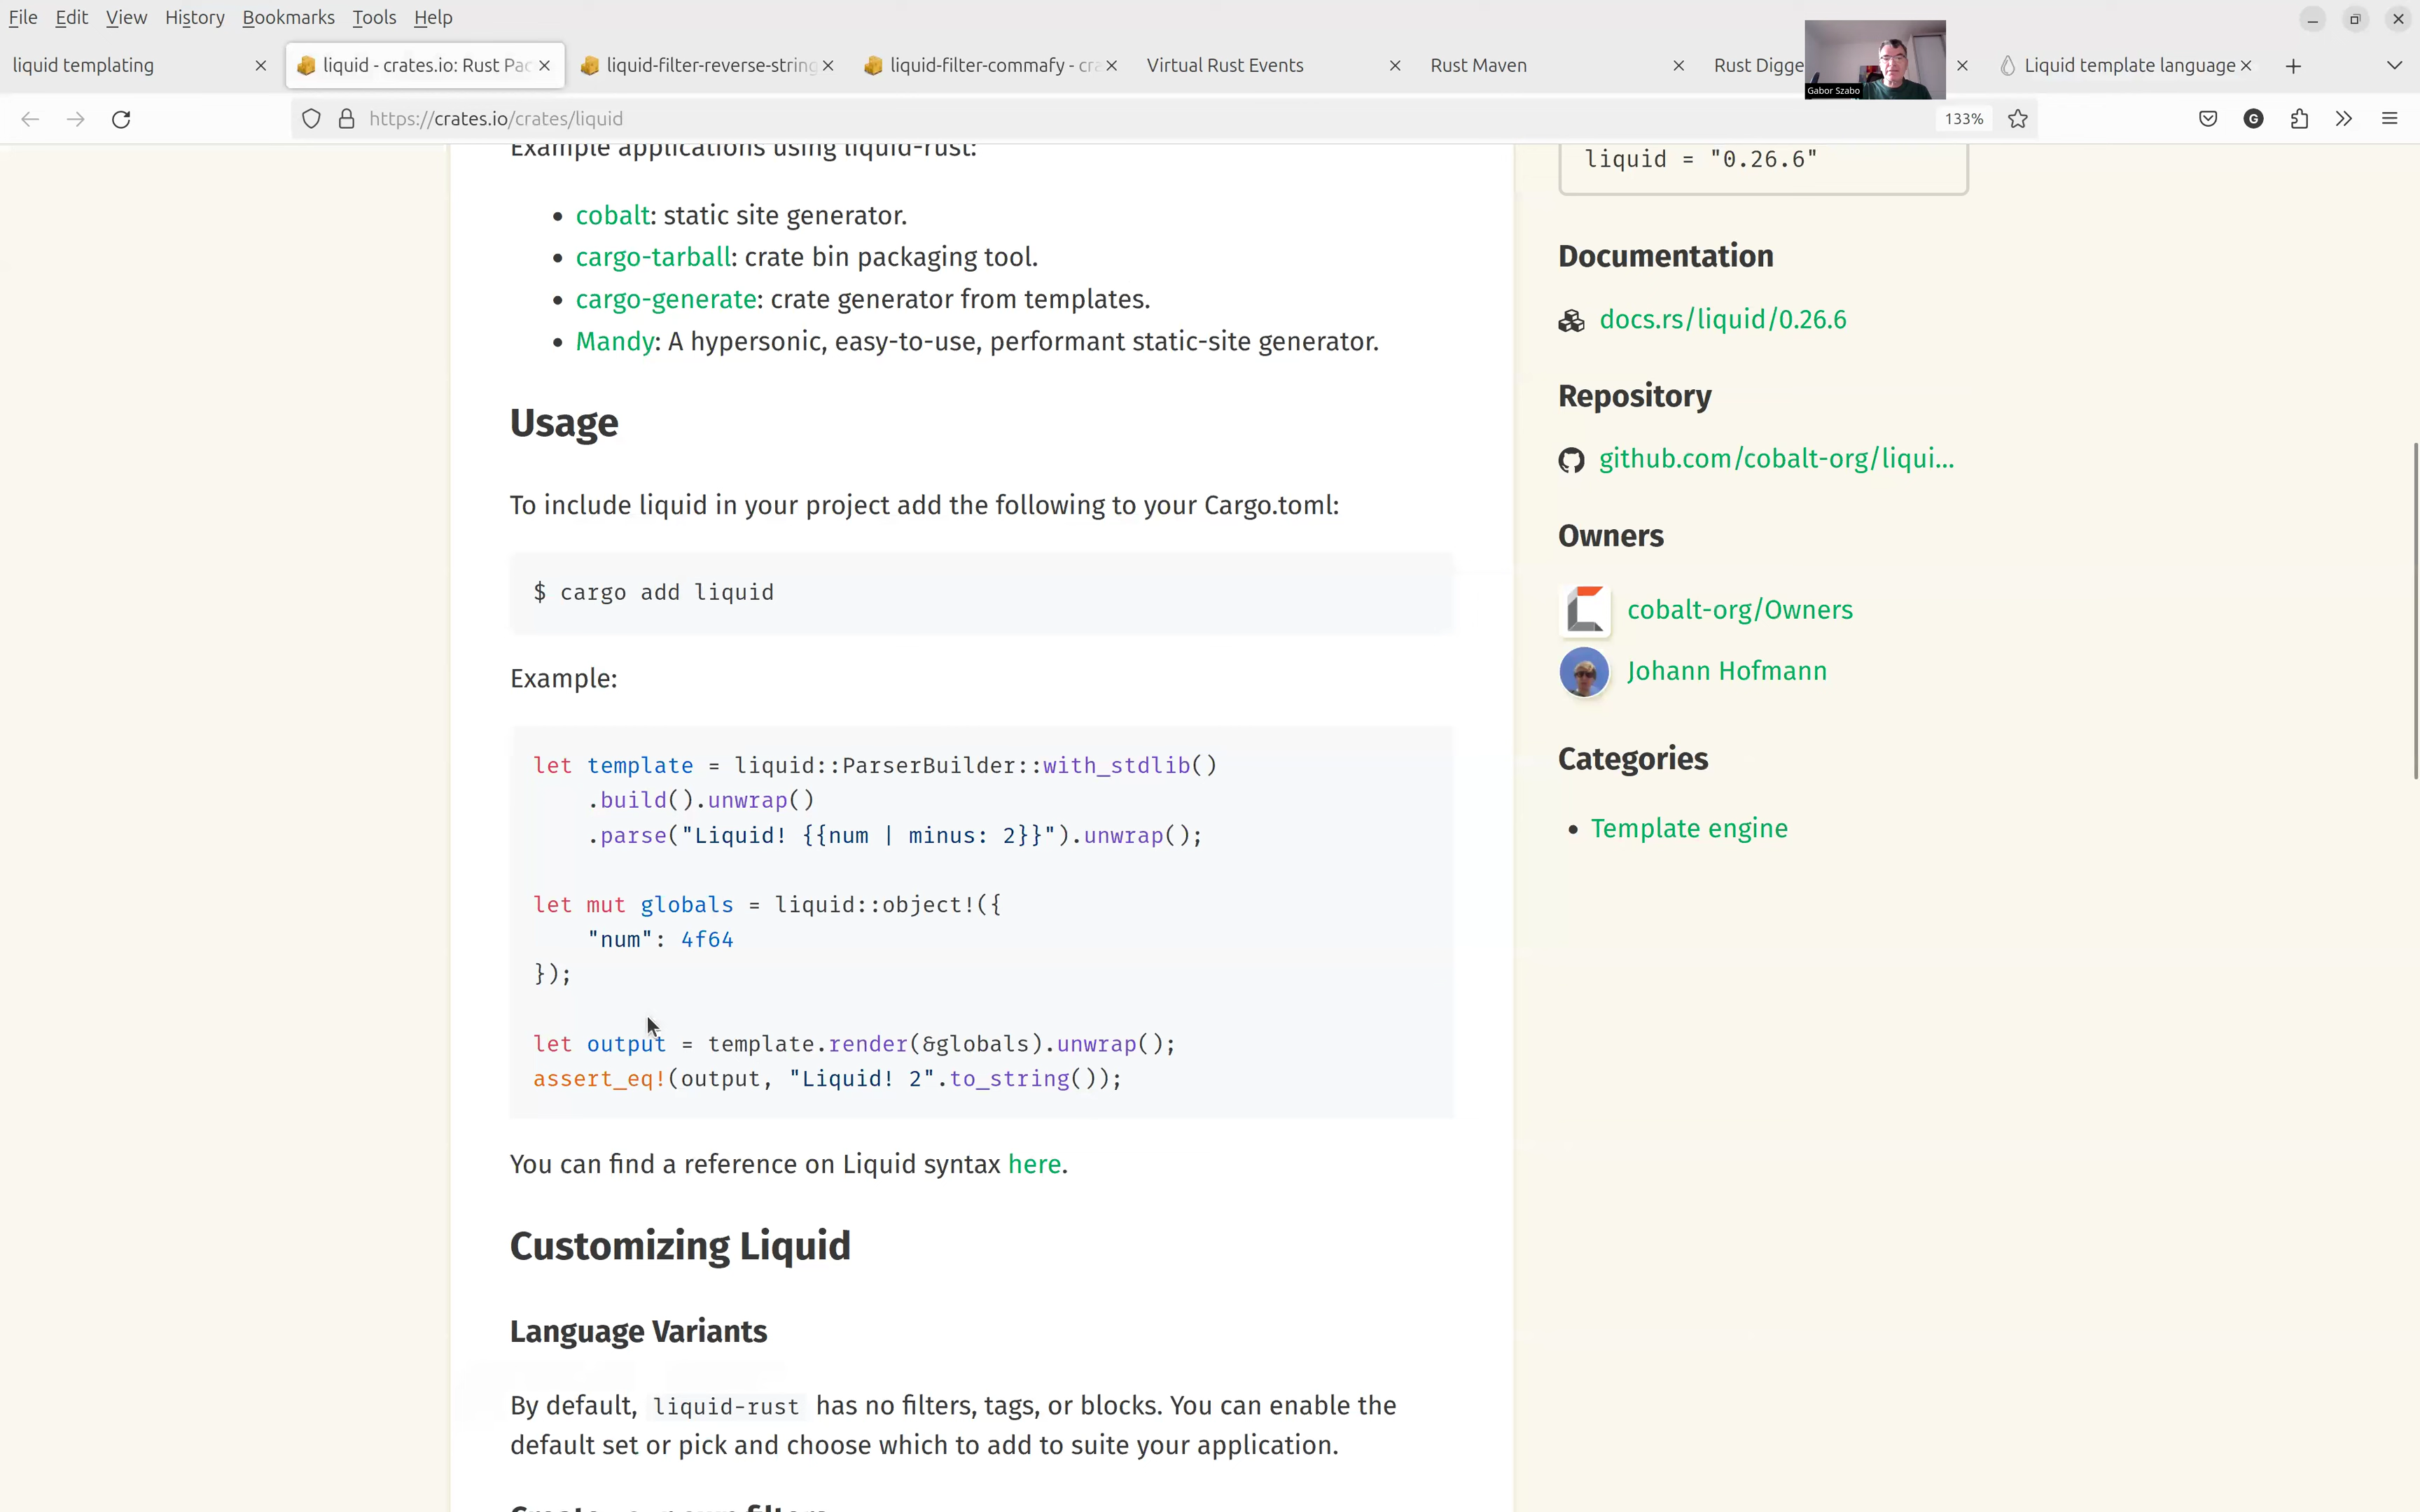 File Edit View History Bookmarks Tools Help
liquid templating
liquid - crates.io: Rust Pac
liquid-filter-reverse-string
liquid-filter-commafy - cra
Virtual Rust Events
Rust Maven
Rust Digge
Liquid template language
Gabor Szabo
https://crates.io/crates/liquid
133%
G
Example applications using liquid-rust:
cobalt: static site generator.
cargo-tarball: crate bin packaging tool.
cargo-generate: crate generator from templates.
Mandy: A hypersonic, easy-to-use, performant static-site generator.
Usage
To include liquid in your project add the following to your Cargo.toml:
$ cargo add liquid
Example:
let template = liquid::ParserBuilder::with_stdlib()
.build().unwrap()
.parse("Liquid! {{num | minus: 2}}").unwrap();
let mut globals = liquid::object!({
"num": 4f64
});
let output = template.render(&globals).unwrap();
assert_eq!(output, "Liquid! 2".to_string());
You can find a reference on Liquid syntax here.
Customizing Liquid
Language Variants
By default, liquid-rust has no filters, tags, or blocks. You can enable the
default set or pick and choose which to add to suite your application.
liquid = "0.26.6"
Documentation
docs.rs/liquid/0.26.6
Repository
github.com/cobalt-org/liqui...
Owners
cobalt-org/Owners
Johann Hofmann
Categories
Template engine